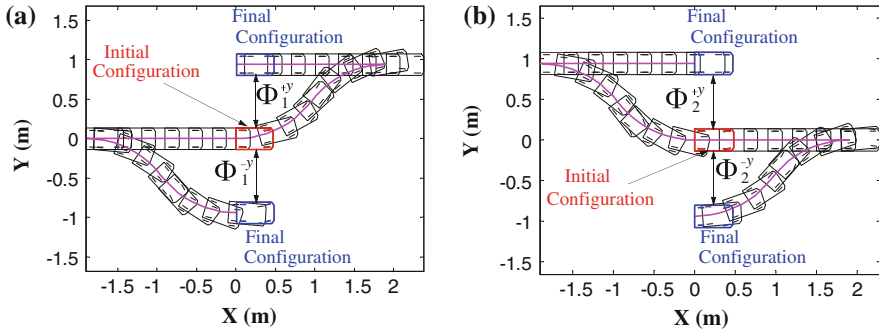 (a)
Final
Configuration
Initial
Configuration
Φ₁⁺ʸ
Φ₁⁻ʸ
Final
Configuration
Y (m)
1.5
1
0.5
0
-0.5
-1
-1.5
-1.5 -1 -0.5 0 0.5 1 1.5 2
X (m)
(b)
Final
Configuration
Φ₂⁺ʸ
Φ₂⁻ʸ
Initial
Configuration
Final
Configuration
Y (m)
1.5
1
0.5
0
-0.5
-1
-1.5
-1.5 -1 -0.5 0 0.5 1 1.5 2
X (m)